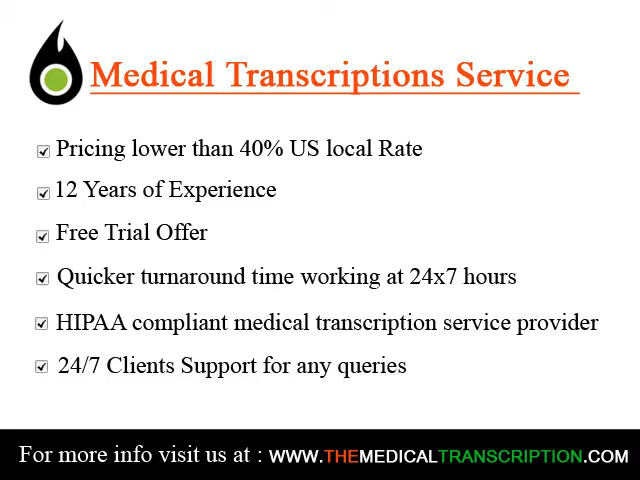 Medical Transcriptions Service
Pricing lower than 40% US local Rate
12 Years of Experience
Free Trial Offer
Quicker turnaround time working at 24x7 hours
HIPAA compliant medical transcription service provider
24/7 Clients Support for any queries
For more info visit us at : WWW.THEMEDICALTRANSCRIPTION.COM